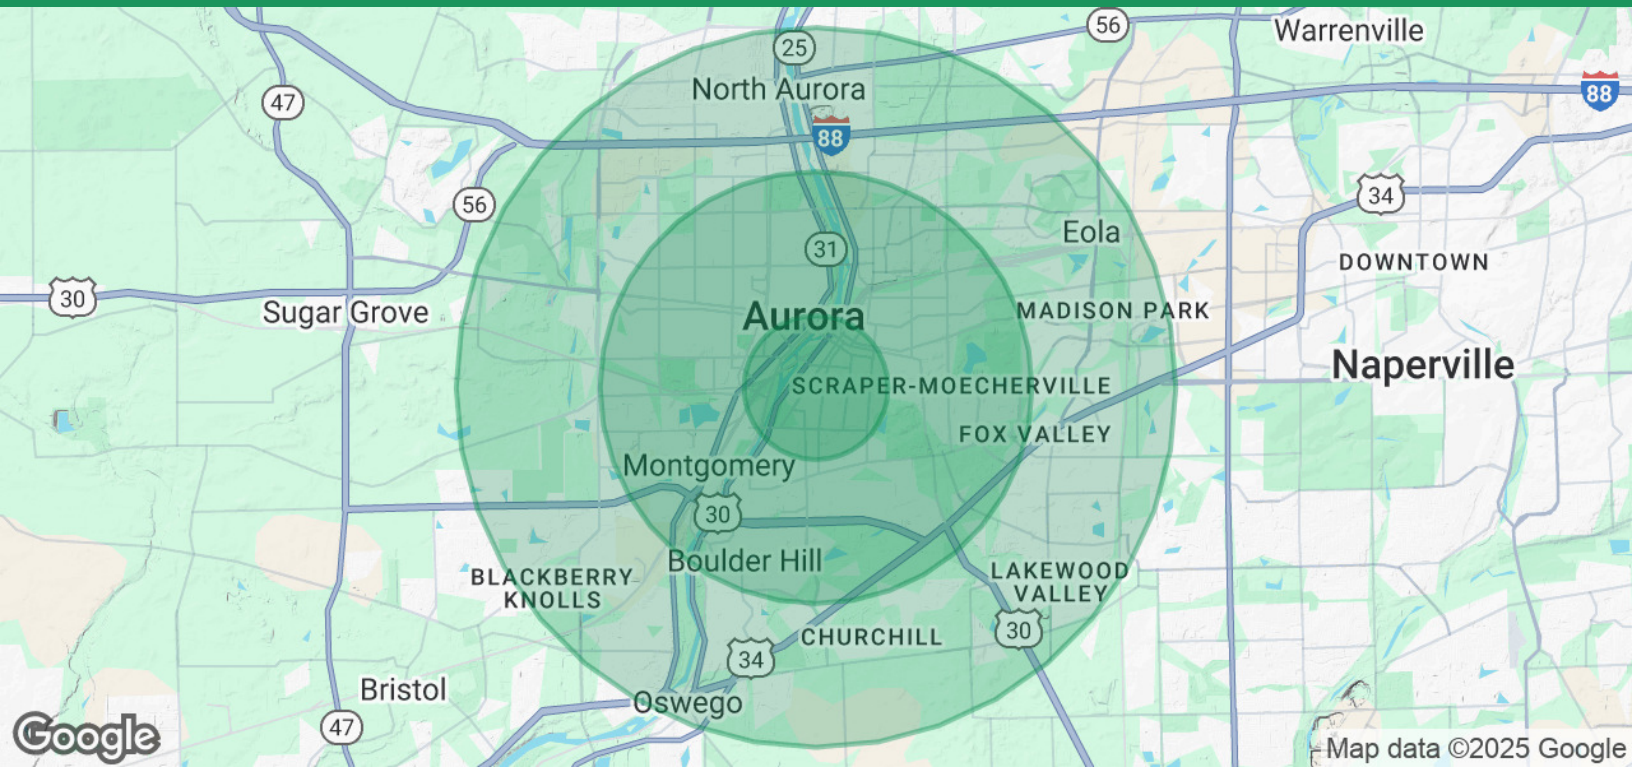 56
Warrenville
25
47
North Aurora
88
88
56
34
Eola
31
DOWNTOWN
30
Sugar Grove
Aurora
MADISON PARK
Naperville
SCRAPER-MOECHERVILLE
FOX VALLEY
Montgomery
30
Boulder Hill
BLACKBERRY
KNOLLS
LAKEWOOD
VALLEY
30
CHURCHILL
34
Bristol
Oswego
47
Google
Map data ©2025 Google